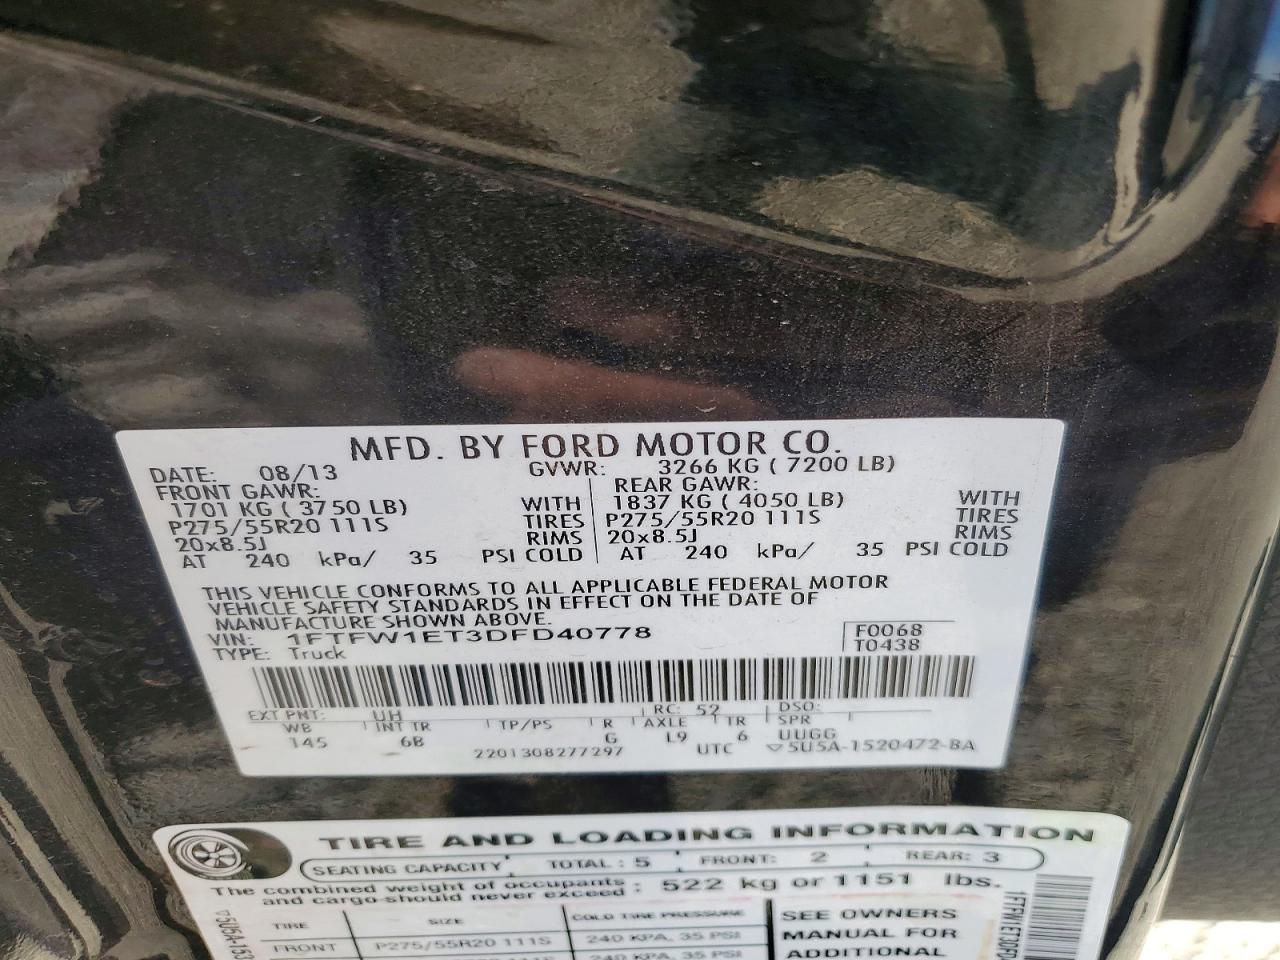 MFD. BY FORD MOTOR CO.
DATE: 08/13 GVWR: 3266 KG ( 7200 LB)
FRONT GAWR: REAR GAWR:
1701 KG ( 3750 LB) WITH 1837 KG ( 4050 LB) WITH
P275/55R20 111S TIRES P275/55R20 111S TIRES
20x8.5J RIMS 20x8.5J RIMS
AT 240 kPa/ 35 PSI COLD AT 240 kPa/ 35 PSI COLD
THIS VEHICLE CONFORMS TO ALL APPLICABLE FEDERAL MOTOR
VEHICLE SAFETY STANDARDS IN EFFECT ON THE DATE OF
MANUFACTURE SHOWN ABOVE.
VIN: 1FTFW1ET3DFD40778 F0068
TYPE: Truck T0438
EXT PNT: UH RC: 52 DSO:
WB INT TR TP/PS R AXLE TR SPR
145 6B G L9 6 UUGG
2201308277297 UTC ▽5U5A-1520472-BA
TIRE AND LOADING INFORMATION
SEATING CAPACITY TOTAL : 5 FRONT: 2 REAR: 3
The combined weight of occupants : 522 kg or 1151 lbs.
and cargo should never exceed
TIRE SIZE COLD TIRE PRESSURE SEE OWNERS
FRONT P275/55R20 111S 240 KPA, 35 PSI MANUAL FOR
240 KPA, 35 PSI ADDITIONAL